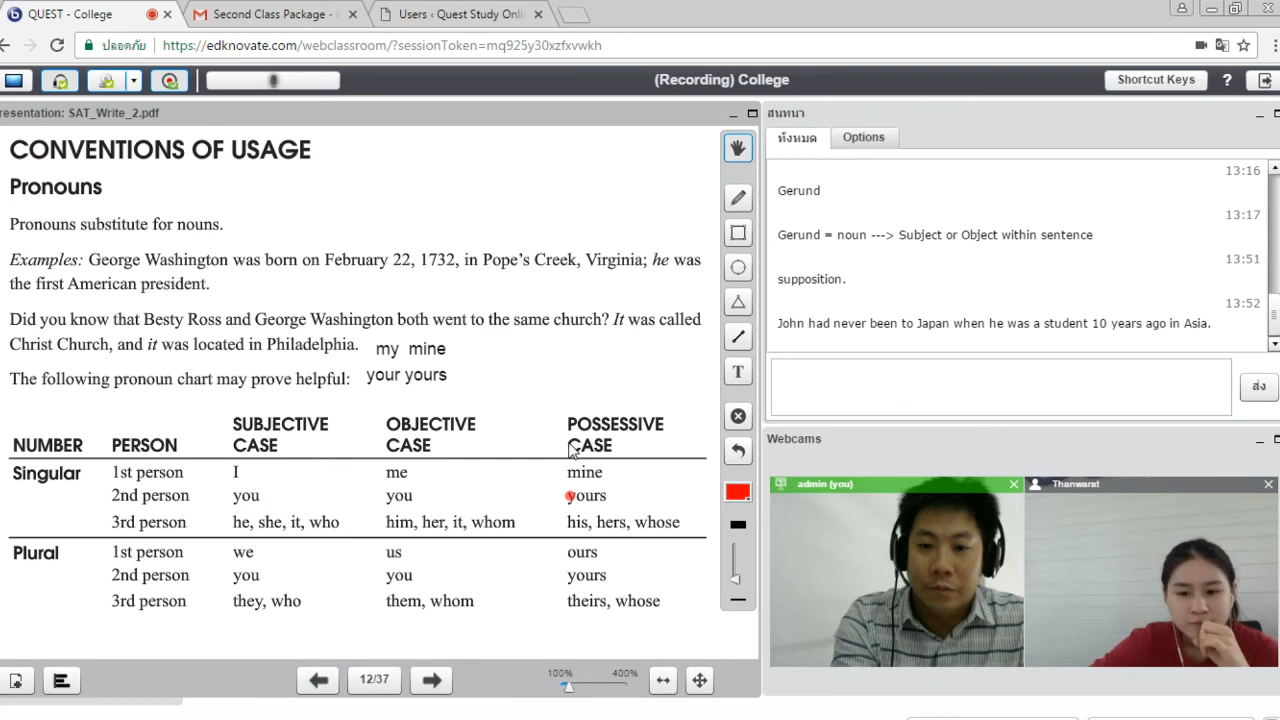 QUEST - College
Second Class Package -
Users ‹ Quest Study Onli
ปลอดภัย
https://edknovate.com/webclassroom/?sessionToken=mq925y30xzfxvwkh
(Recording) College
Shortcut Keys
?
resentation: SAT_Write_2.pdf
CONVENTIONS OF USAGE
Pronouns
Pronouns substitute for nouns.
Examples: George Washington was born on February 22, 1732, in Pope's Creek, Virginia; he was
the first American president.
Did you know that Besty Ross and George Washington both went to the same church? It was called
Christ Church, and it was located in Philadelphia.
my mine
The following pronoun chart may prove helpful:
your yours
SUBJECTIVE OBJECTIVE POSSESSIVE
NUMBER PERSON CASE CASE CASE
Singular 1st person I me mine
2nd person you you yours
3rd person he, she, it, who him, her, it, whom his, hers, whose
Plural 1st person we us ours
2nd person you you yours
3rd person they, who them, whom theirs, whose
T
12/37
100% 400%
สนทนา
ทั้งหมด Options
13:16
Gerund
13:17
Gerund = noun ---> Subject or Object within sentence
13:51
supposition.
13:52
John had never been to Japan when he was a student 10 years ago in Asia.
ส่ง
Webcams
admin (you)
Thanwarat